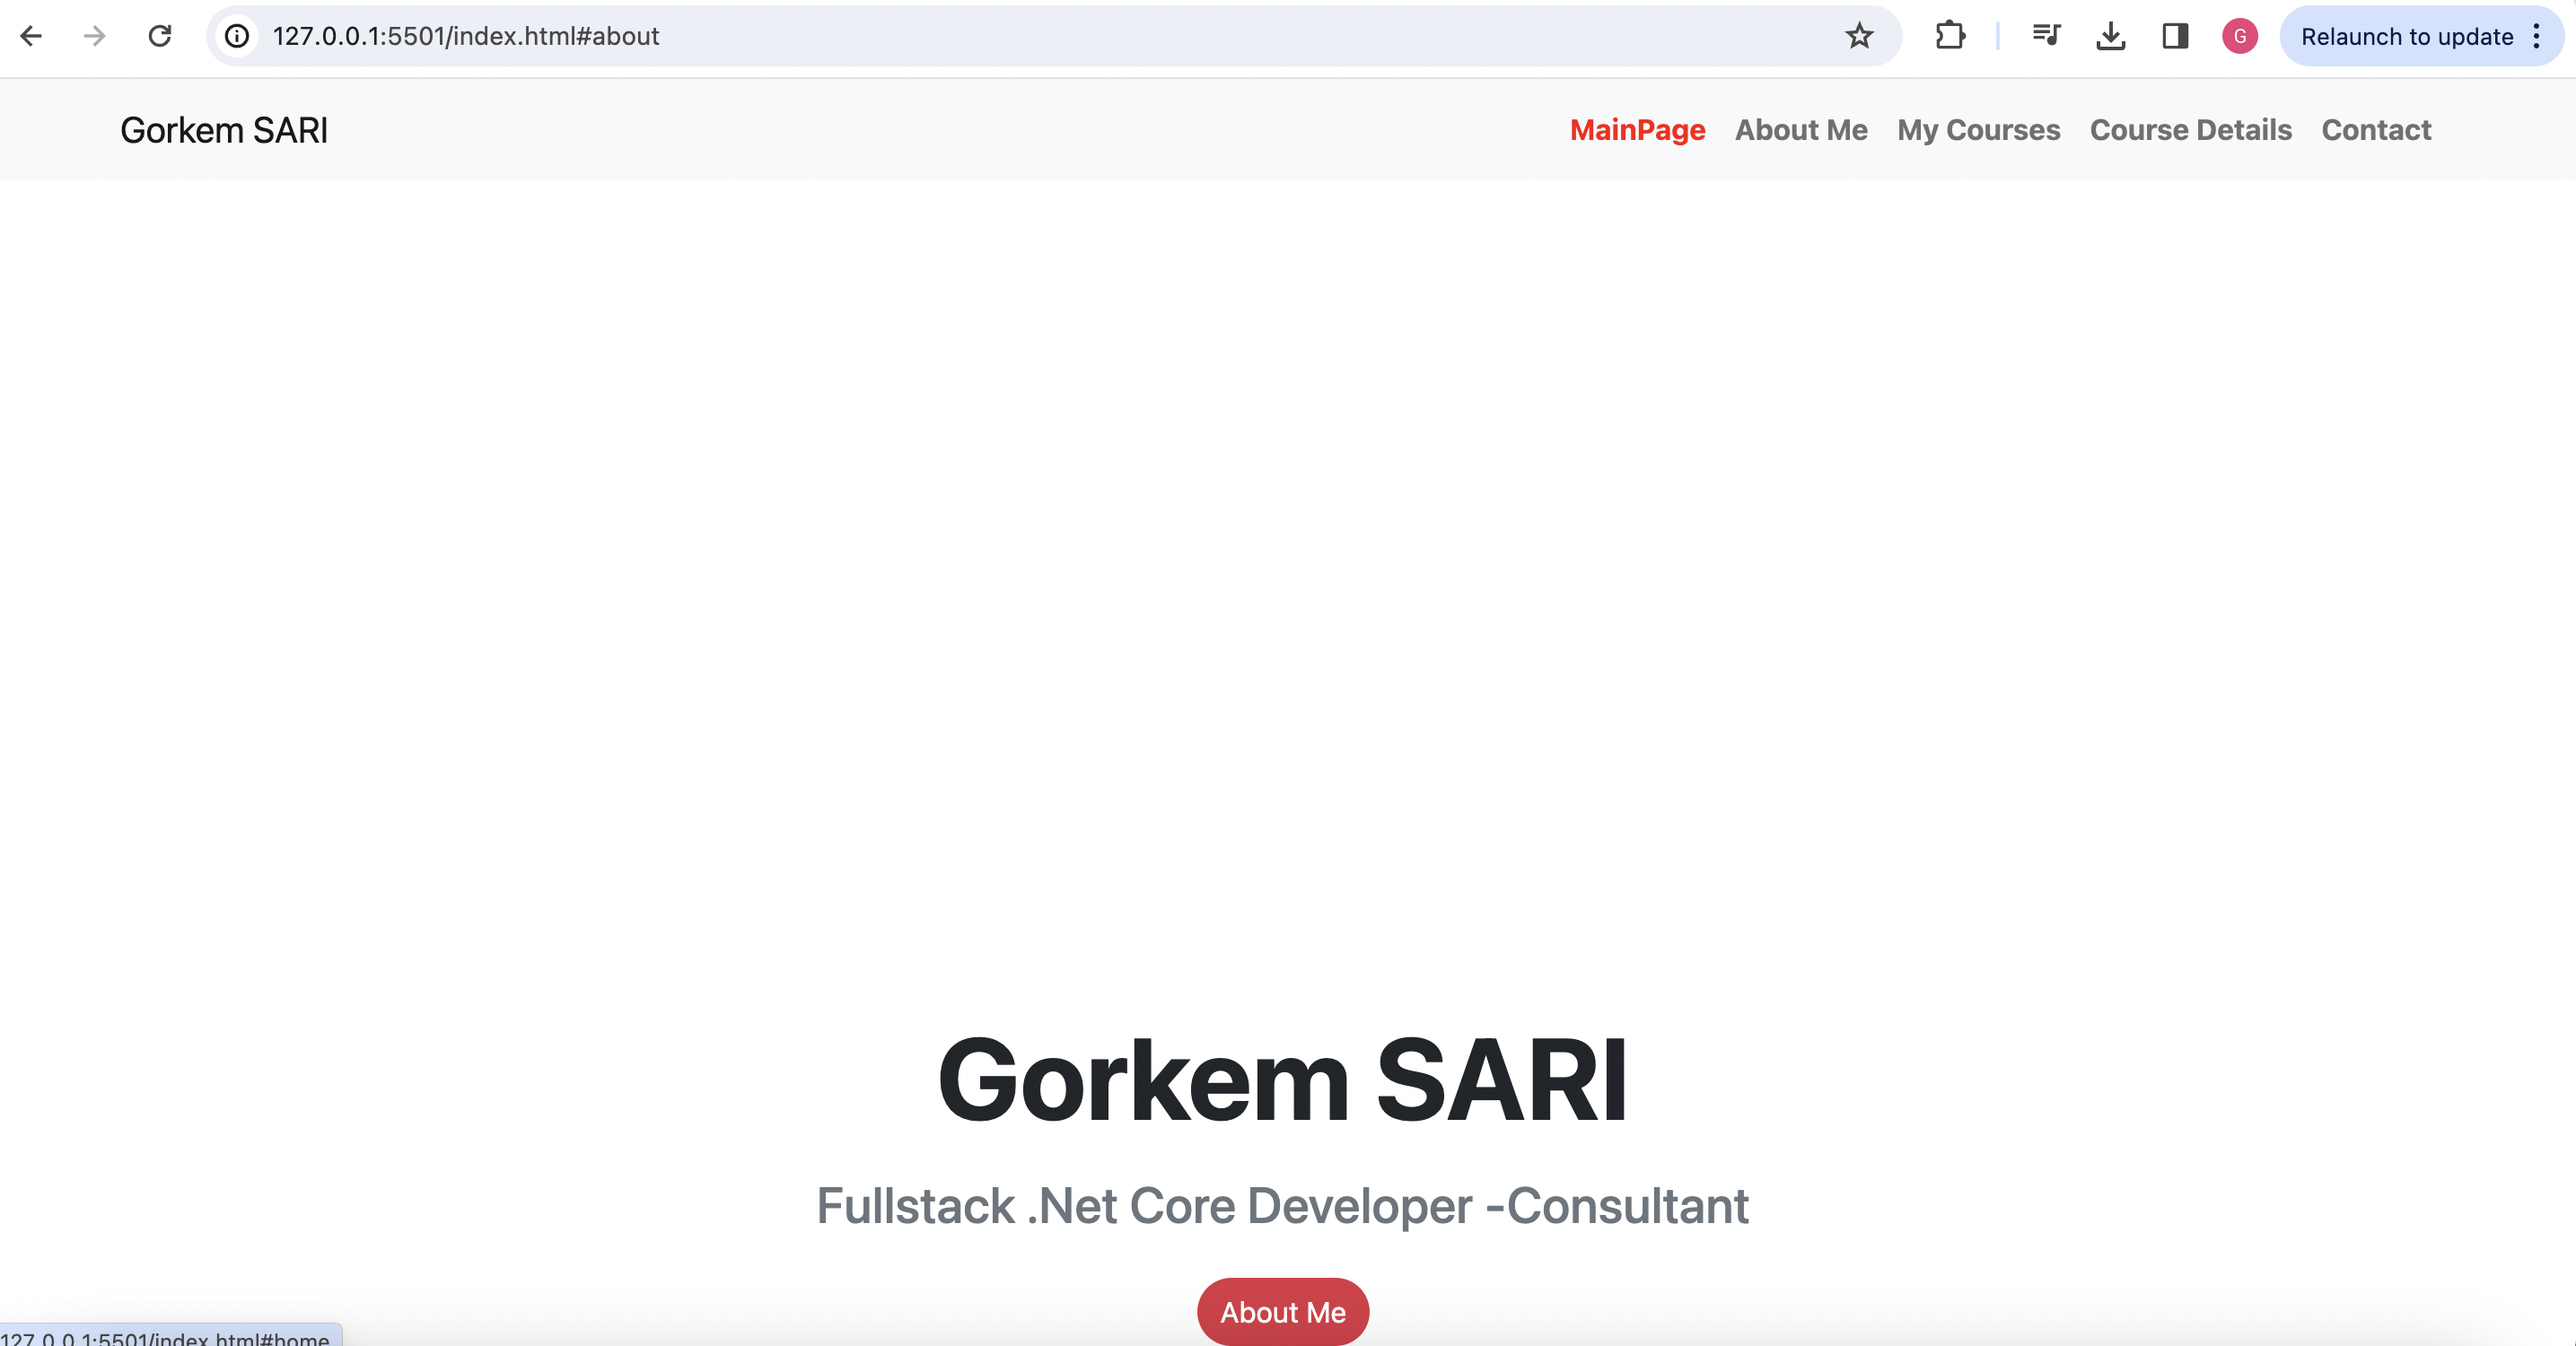 127.0.0.1:5501/index.html#about
G
Relaunch to update
Gorkem SARI
MainPage About Me My Courses Course Details Contact
Gorkem SARI
Fullstack .Net Core Developer -Consultant
About Me
127.0.0.1:5501/index.html#home